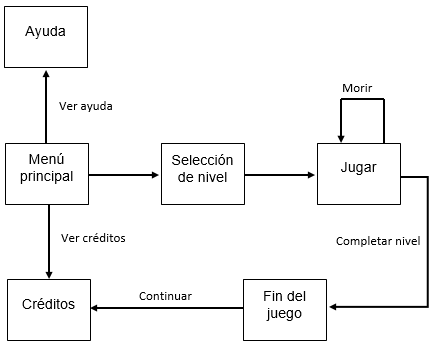 Ayuda
Ver ayuda
Morir
Menú
principal
Selección
de nivel
Jugar
Ver créditos
Completar nivel
Créditos
Continuar
Fin del
juego